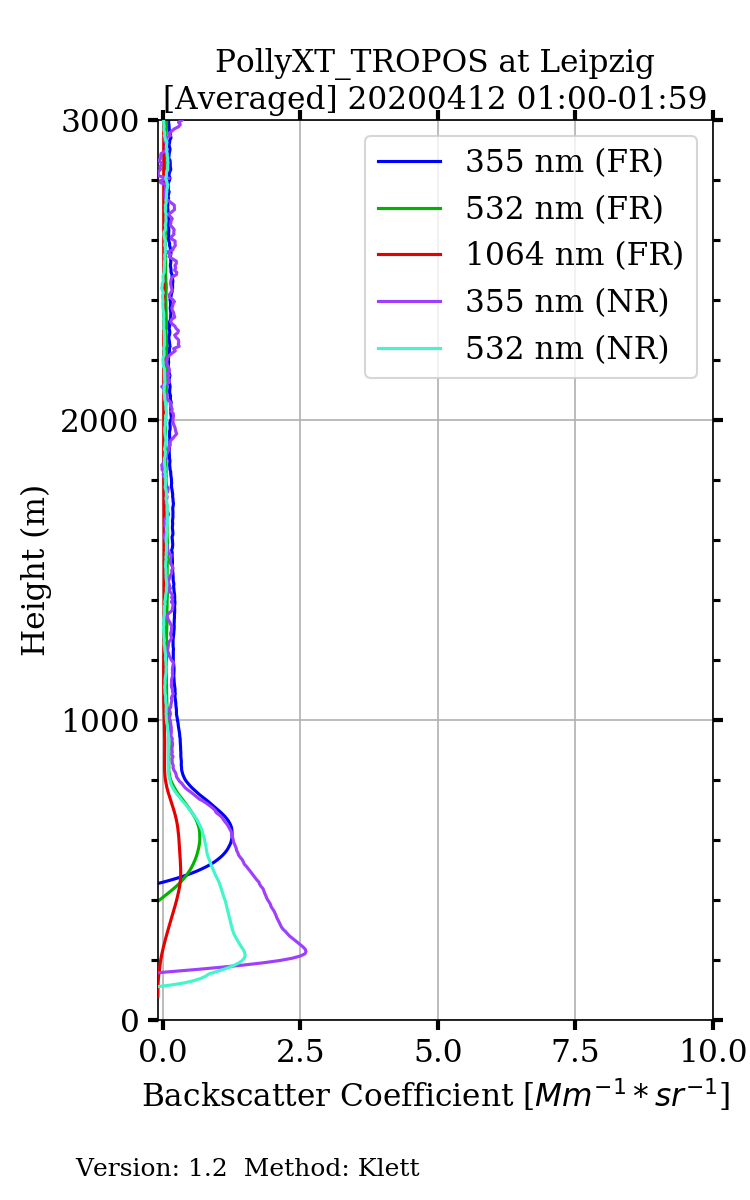 PollyXT_TROPOS at Leipzig
[Averaged] 20200412 01:00-01:59
355 nm (FR)
532 nm (FR)
1064 nm (FR)
355 nm (NR)
532 nm (NR)
3000
2000
1000
0
Height (m)
0.0 2.5 5.0 7.5 10.0
Backscatter Coefficient [$Mm^{-1} * sr^{-1}$]
Version: 1.2 Method: Klett